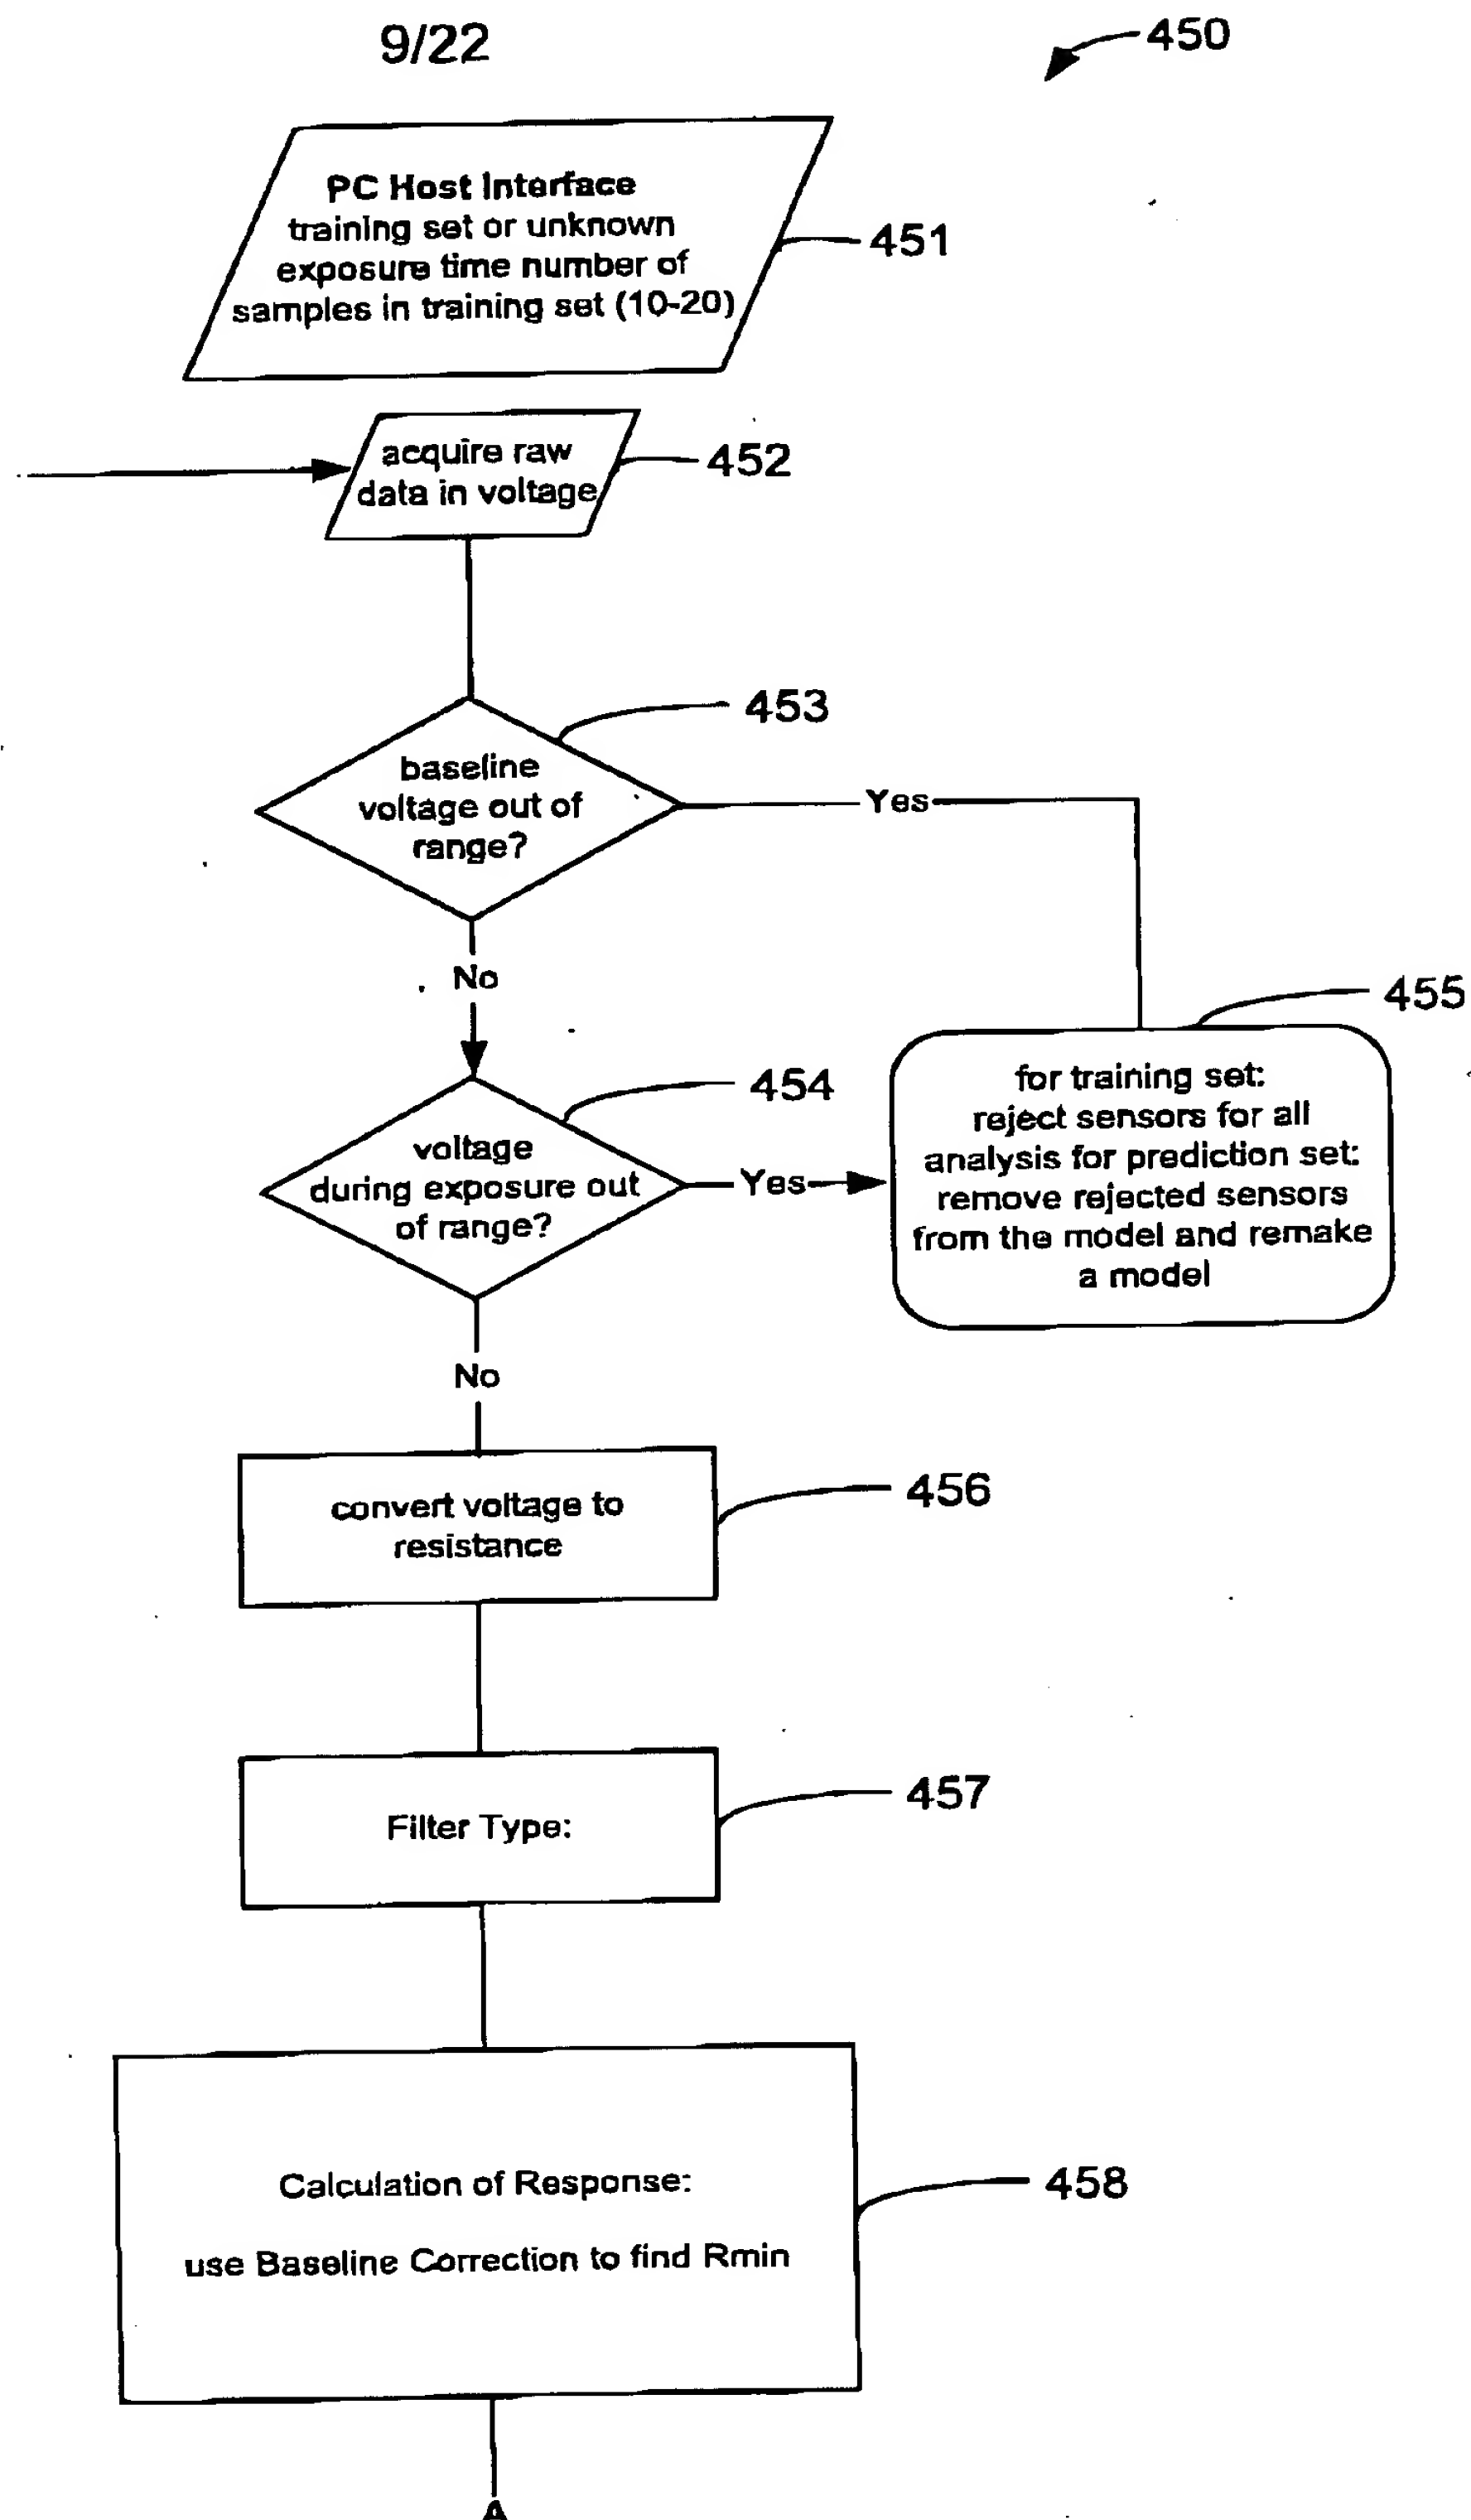 9/22
450
PC Host Interface
training set or unknown
exposure time number of
samples in training set (10-20)
451
acquire raw
data in voltage
452
453
baseline
voltage out of
range?
Yes
No
455
454
for training set:
reject sensors for all
analysis for prediction set:
remove rejected sensors
from the model and remake
a model
voltage
during exposure out
of range?
Yes
No
convert voltage to
resistance
456
Filter Type:
457
Calculation of Response:
use Baseline Correction to find Rmin
458
A